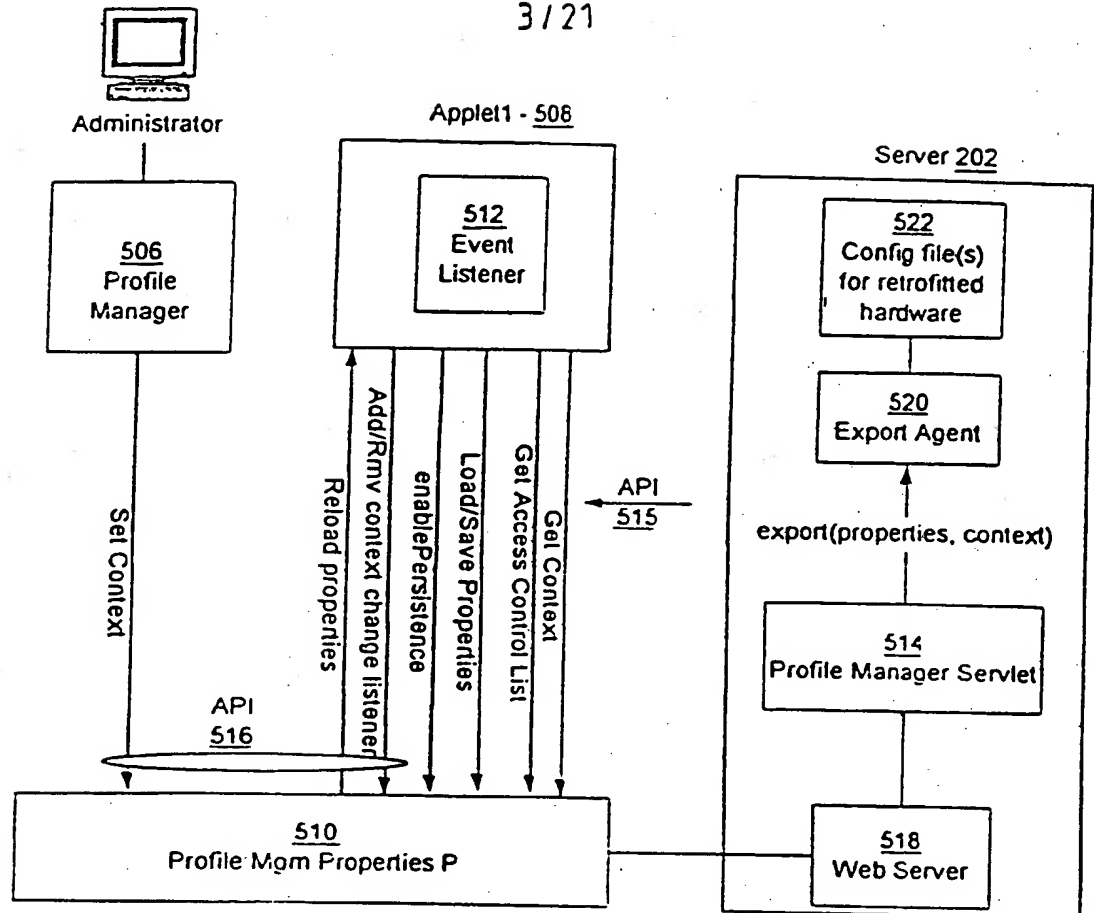 3/21
Administrator
506
Profile
Manager
Applet1 - 508
512
Event
Listener
Server 202
522
Config file(s)
for retrofitted
hardware
520
Export Agent
export(properties, context)
514
Profile Manager Servlet
518
Web Server
Set Context
Reload properties
Add/Rmv context change listener
enablePersistence
Load/Save Properties
Get Access Control List
Get Context
API
515
API
516
510
Profile Mgm Properties P